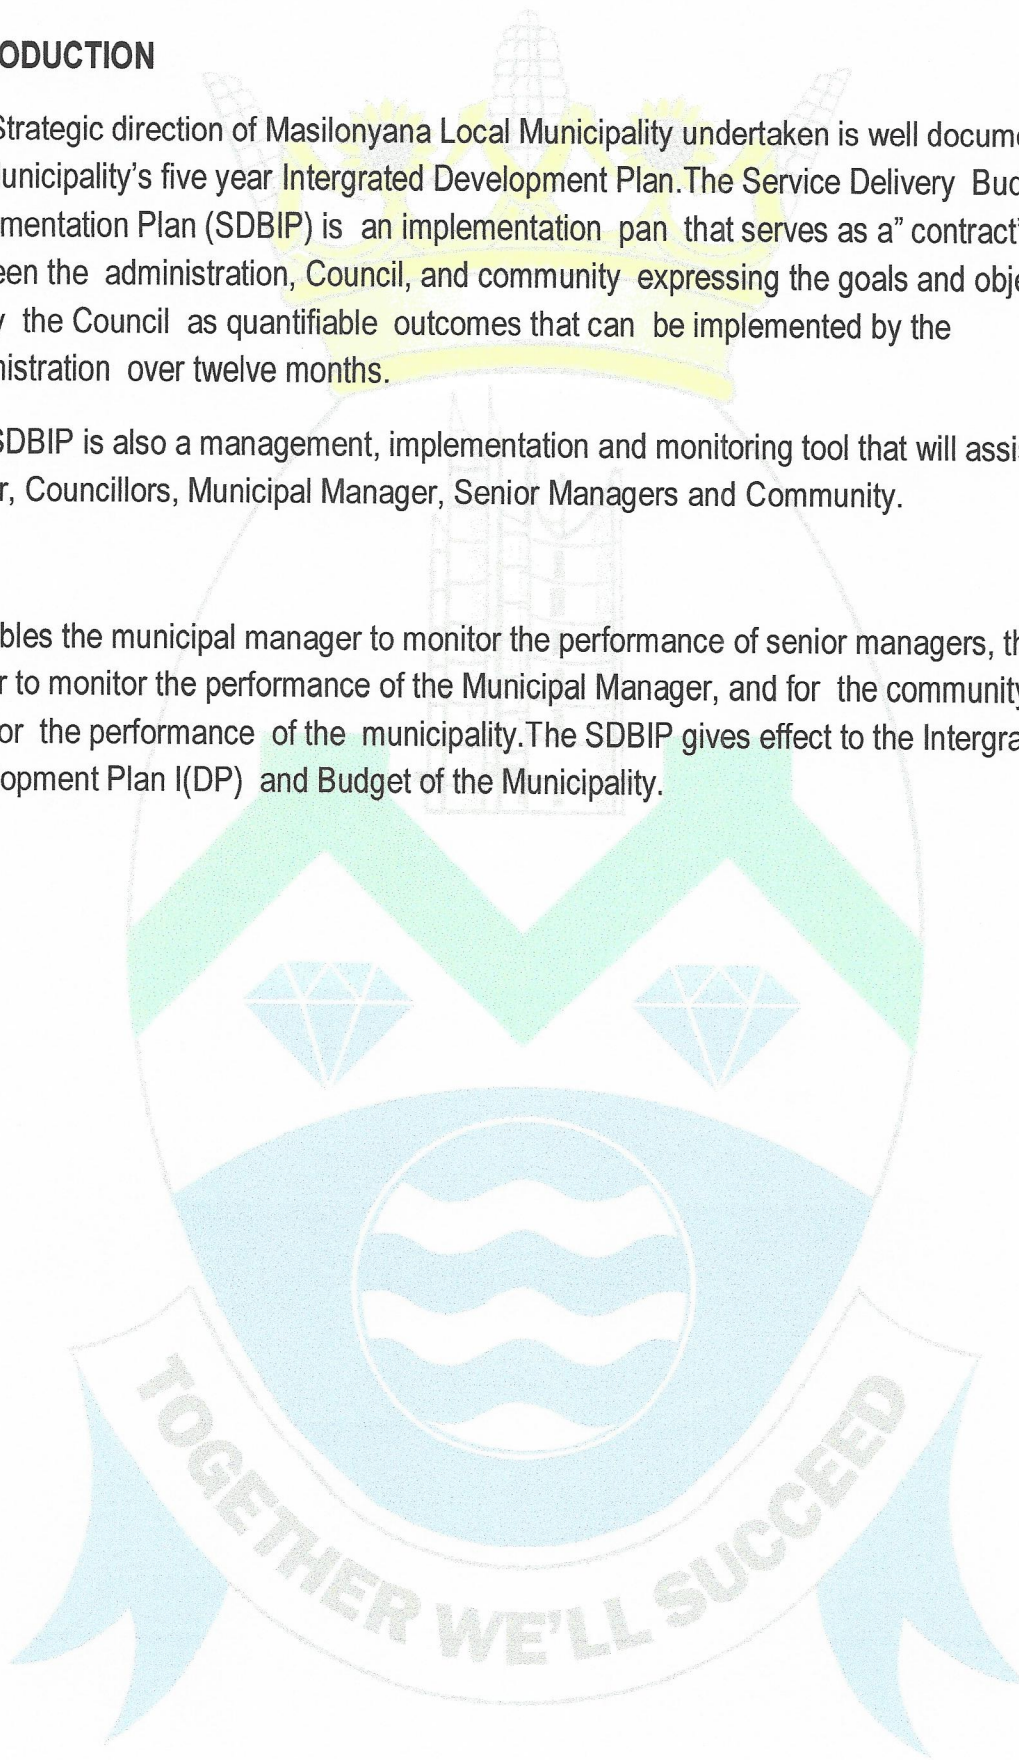 ODUCTION
Strategic direction of Masilonyana Local Municipality undertaken is well docume
unicipality’s five year Intergrated Development Plan.The Service Delivery Bud
mentation Plan (SDBIP) is an implementation pan that serves as a” contract”
een the administration, Council, and community expressing the goals and obje
y the Council as quantifiable outcomes that can be implemented by the
nistration over twelve months.
SDBIP is also a management, implementation and monitoring tool that will assis
r, Councillors, Municipal Manager, Senior Managers and Community.
bles the municipal manager to monitor the performance of senior managers, th
r to monitor the performance of the Municipal Manager, and for the community
or the performance of the municipality.The SDBIP gives effect to the Intergra
opment Plan I(DP) and Budget of the Municipality.
TOGETHER WE’LL SUCCEED